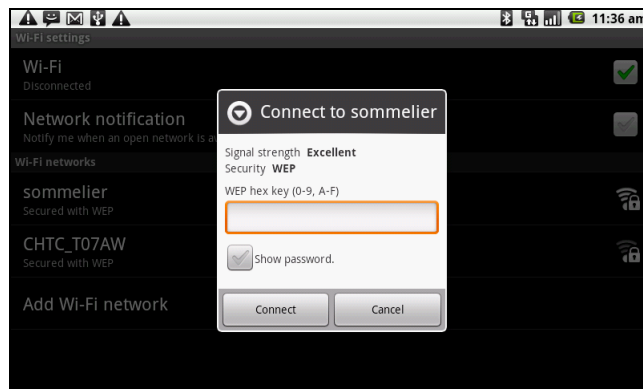 11:36 am
Wi-Fi settings
Wi-Fi
Disconnected
Network notification
Notify me when an open network is av
Wi-Fi networks
sommelier
Secured with WEP
CHTC_T07AW
Secured with WEP
Add Wi-Fi network
Connect to sommelier
Signal strength Excellent
Security WEP
WEP hex key (0-9, A-F)
Show password.
Connect
Cancel